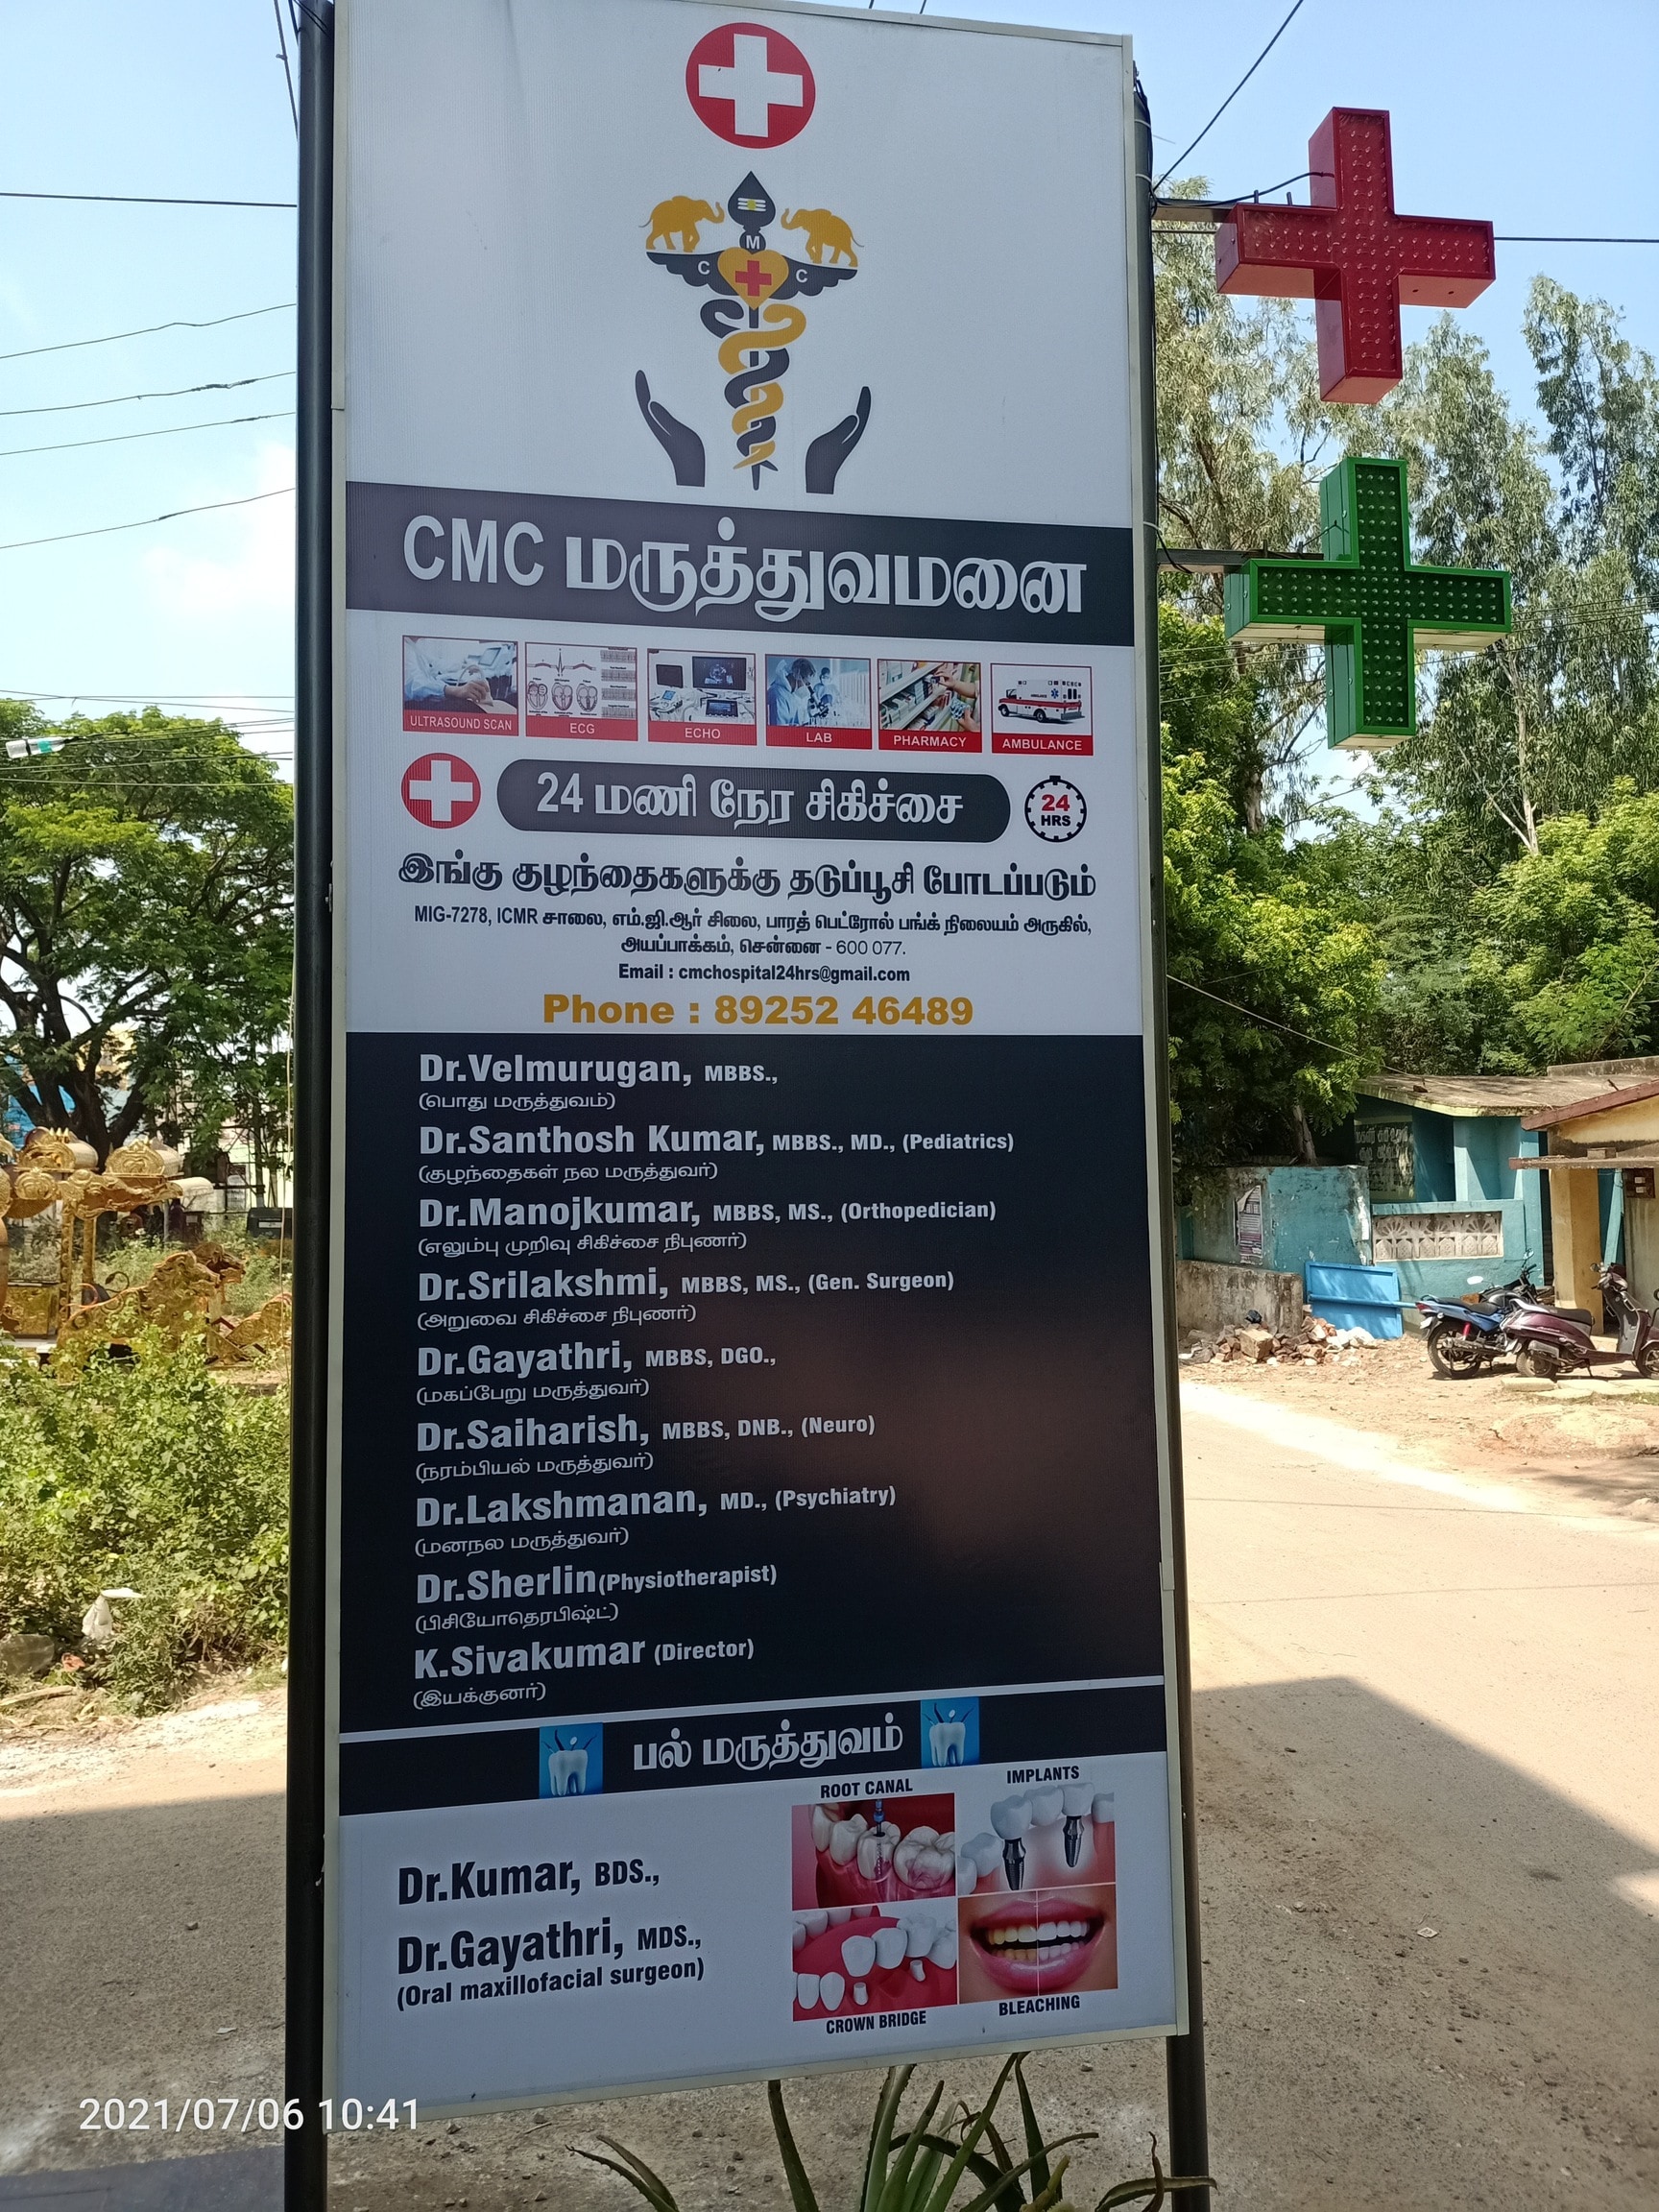 M
C C
CMC மருத்துவமனை
ULTRASOUND SCAN ECG ECHO LAB PHARMACY AMBULANCE
24 மணி நேர சிகிச்சை
24
HRS
இங்கு குழந்தைகளுக்கு தடுப்பூசி போடப்படும்
MIG-7278, ICMR சாலை, எம்.ஜி.ஆர் சிலை, பாரத் பெட்ரோல் பங்க் நிலையம் அருகில்,
அயப்பாக்கம், சென்னை - 600 077.
Email : cmchospital24hrs@gmail.com
Phone : 89252 46489
Dr.Velmurugan, MBBS.,
(பொது மருத்துவம்)
Dr.Santhosh Kumar, MBBS., MD., (Pediatrics)
(குழந்தைகள் நல மருத்துவர்)
Dr.Manojkumar, MBBS, MS., (Orthopedician)
(எலும்பு முறிவு சிகிச்சை நிபுணர்)
Dr.Srilakshmi, MBBS, MS., (Gen. Surgeon)
(அறுவை சிகிச்சை நிபுணர்)
Dr.Gayathri, MBBS, DGO.,
(மகப்பேறு மருத்துவர்)
Dr.Saiharish, MBBS, DNB., (Neuro)
(நரம்பியல் மருத்துவர்)
Dr.Lakshmanan, MD., (Psychiatry)
(மனநல மருத்துவர்)
Dr.Sherlin(Physiotherapist)
(பிசியோதெரபிஷ்ட்)
K.Sivakumar (Director)
(இயக்குனர்)
பல் மருத்துவம்
ROOT CANAL IMPLANTS
Dr.Kumar, BDS.,
Dr.Gayathri, MDS.,
(Oral maxillofacial surgeon)
CROWN BRIDGE BLEACHING
2021/07/06 10:41